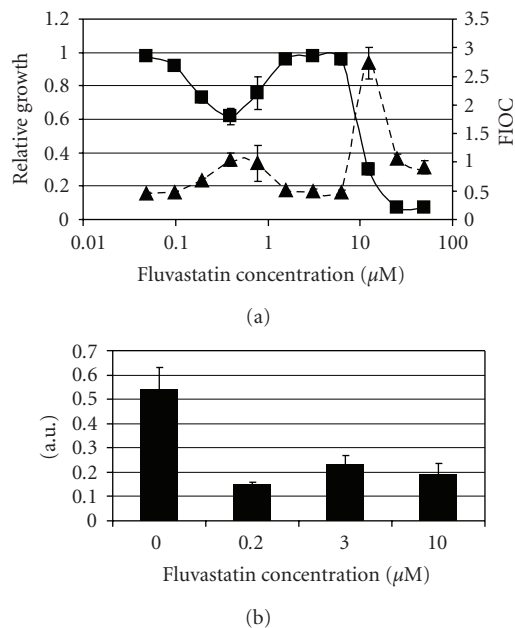 1.2
1
0.8
0.6
0.4
0.2
0
Relative growth
3.5
3
2.5
2
1.5
1
0.5
0
FIOC
0.01 0.1 1 10 100
Fluvastatin concentration (μM)
(a)
0.7
0.6
0.5
0.4
0.3
0.2
0.1
0
(a.u.)
0 0.2 3 10
Fluvastatin concentration (μM)
(b)